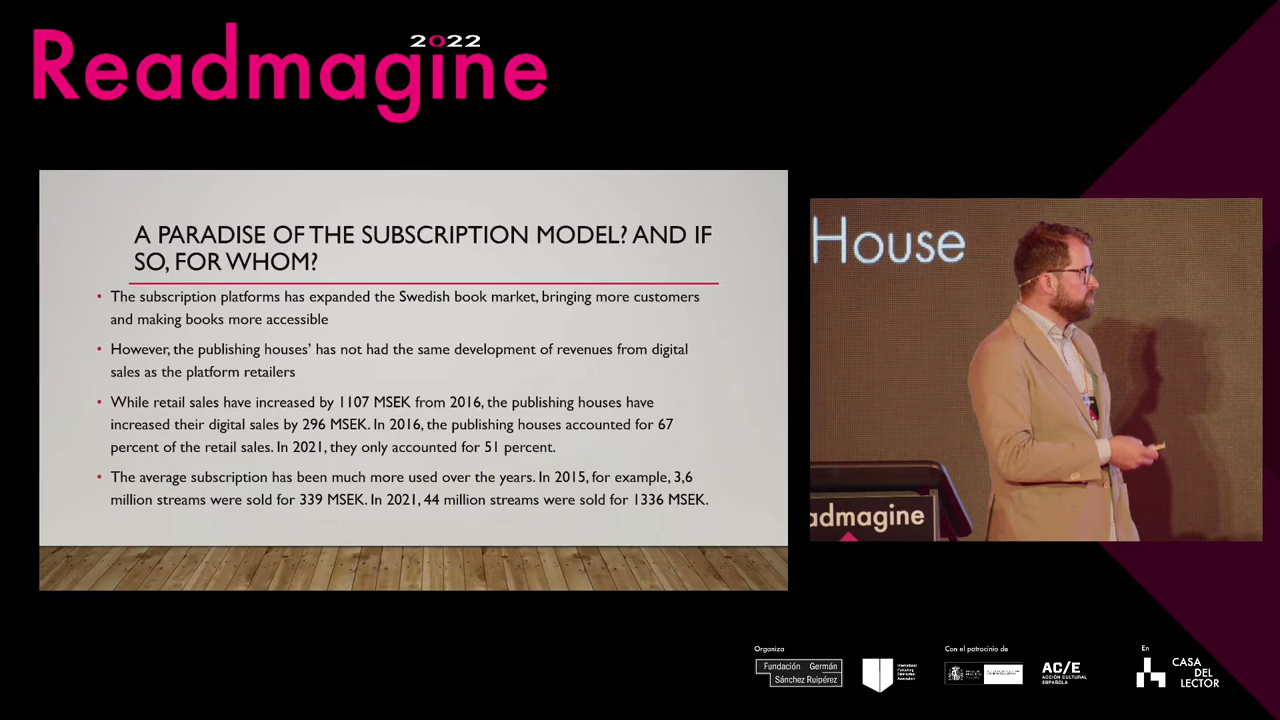 2022
Readmagine
A PARADISE OF THE SUBSCRIPTION MODEL? AND IF
SO, FOR WHOM?
• The subscription platforms has expanded the Swedish book market, bringing more customers
and making books more accessible
• However, the publishing houses’ has not had the same development of revenues from digital
sales as the platform retailers
• While retail sales have increased by 1107 MSEK from 2016, the publishing houses have
increased their digital sales by 296 MSEK. In 2016, the publishing houses accounted for 67
percent of the retail sales. In 2021, they only accounted for 51 percent.
• The average subscription has been much more used over the years. In 2015, for example, 3,6
million streams were sold for 339 MSEK. In 2021, 44 million streams were sold for 1336 MSEK.
House
admagine
Organiza
Fundación Germán
Sánchez Ruipérez
International
Publishing
Distribution
Association
Con el patrocinio de
AC/E
ACCIÓN CULTURAL
ESPAÑOLA
En
CASA
DEL
LECTOR